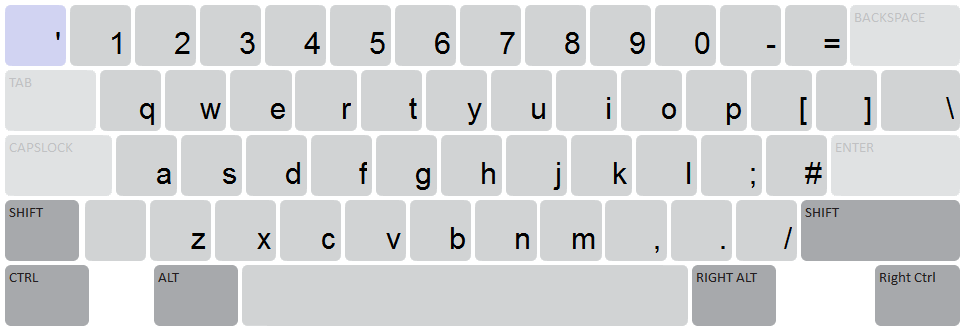 ' 1 2 3 4 5 6 7 8 9 0 - = BACKSPACE
TAB q w e r t y u i o p [ ] \
CAPSLOCK a s d f g h j k l ; # ENTER
SHIFT z x c v b n m , . / SHIFT
CTRL ALT RIGHT ALT Right Ctrl